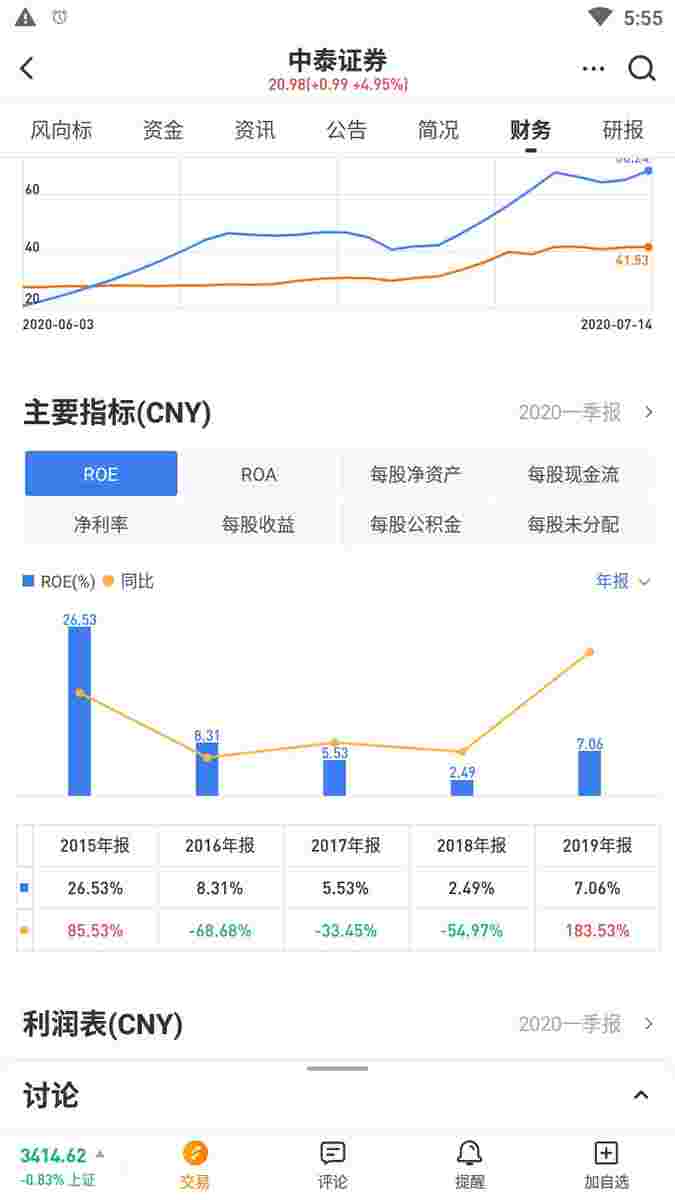 5:55
中泰证券
20.98(+0.99 +4.95%)
风向标 资金 资讯 公告 简况 财务 研报
60
40
41.53
20
2020-06-03 2020-07-14
主要指标(CNY) 2020一季报
ROE ROA 每股净资产 每股现金流
净利率 每股收益 每股公积金 每股未分配
ROE(%) 同比 年报
26.53
8.31
5.53
2.49
7.06
2015年报 2016年报 2017年报 2018年报 2019年报
26.53% 8.31% 5.53% 2.49% 7.06%
85.53% -68.68% -33.45% -54.97% 183.53%
利润表(CNY) 2020一季报
讨论
3414.62
-0.83% 上证
交易 评论 提醒 加自选